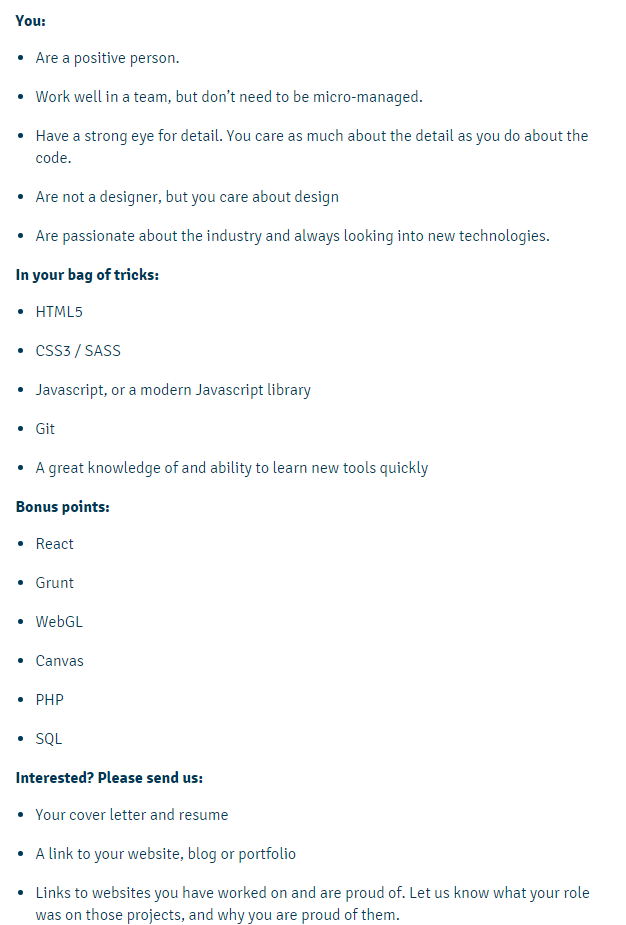 You:
• Are a positive person.
• Work well in a team, but don't need to be micro-managed.
• Have a strong eye for detail. You care as much about the detail as you do about the
code.
• Are not a designer, but you care about design
• Are passionate about the industry and always looking into new technologies.
In your bag of tricks:
• HTML5
• CSS3 / SASS
• Javascript, or a modern Javascript library
• Git
• A great knowledge of and ability to learn new tools quickly
Bonus points:
• React
• Grunt
• WebGL
• Canvas
• PHP
• SQL
Interested? Please send us:
• Your cover letter and resume
• A link to your website, blog or portfolio
• Links to websites you have worked on and are proud of. Let us know what your role
was on those projects, and why you are proud of them.